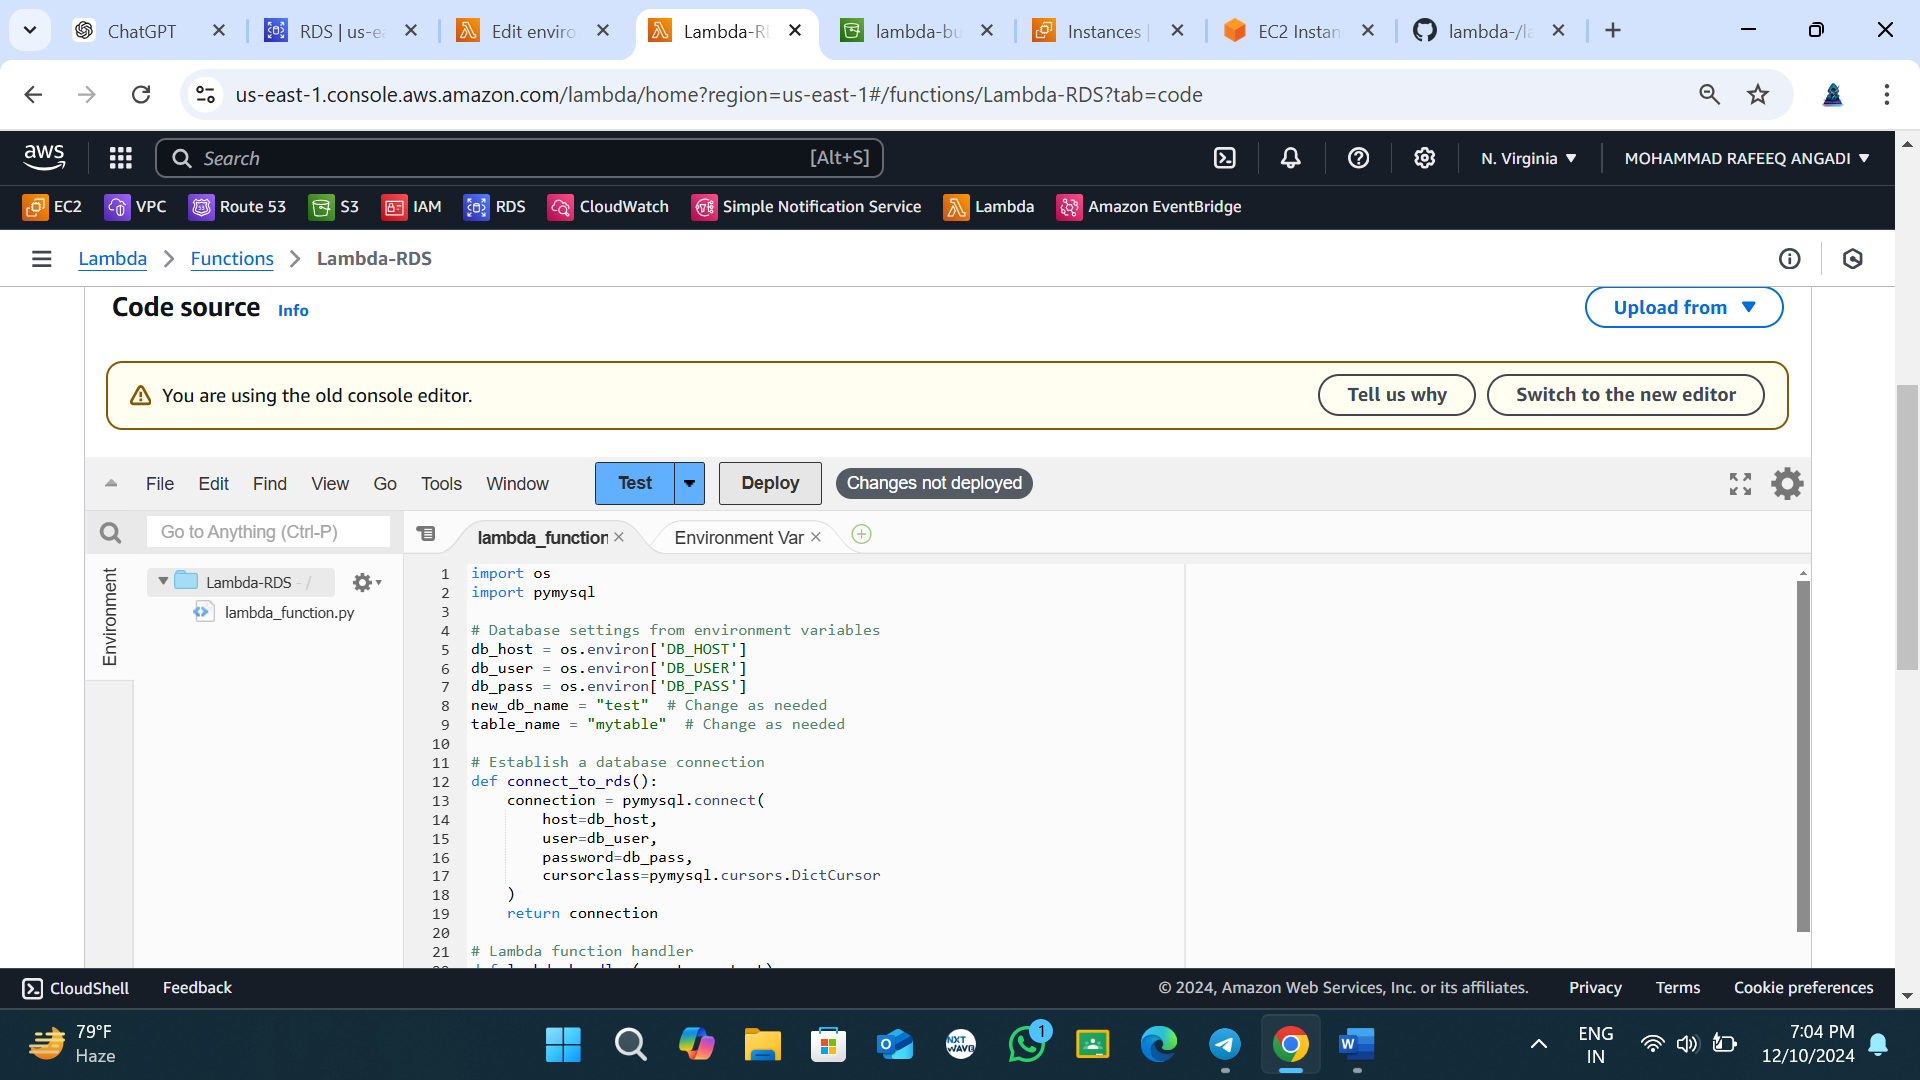 ChatGPT
RDS | us-ea
Edit enviro
Lambda-RD
lambda-bu
Instances |
EC2 Instan
lambda-/la
us-east-1.console.aws.amazon.com/lambda/home?region=us-east-1#/functions/Lambda-RDS?tab=code
aws
Search
[Alt+S]
N. Virginia
MOHAMMAD RAFEEQ ANGADI
EC2
VPC
Route 53
S3
IAM
RDS
CloudWatch
Simple Notification Service
Lambda
Amazon EventBridge
Lambda
Functions
Lambda-RDS
Code source
Info
Upload from
You are using the old console editor.
Tell us why
Switch to the new editor
File
Edit
Find
View
Go
Tools
Window
Test
Deploy
Changes not deployed
Go to Anything (Ctrl-P)
lambda_function
Environment Var
Environment
Lambda-RDS - /
lambda_function.py
1 import os
2 import pymysql
3
4 # Database settings from environment variables
5 db_host = os.environ['DB_HOST']
6 db_user = os.environ['DB_USER']
7 db_pass = os.environ['DB_PASS']
8 new_db_name = "test"  # Change as needed
9 table_name = "mytable"  # Change as needed
10
11 # Establish a database connection
12 def connect_to_rds():
13     connection = pymysql.connect(
14         host=db_host,
15         user=db_user,
16         password=db_pass,
17         cursorclass=pymysql.cursors.DictCursor
18     )
19     return connection
20
21 # Lambda function handler
CloudShell
Feedback
© 2024, Amazon Web Services, Inc. or its affiliates.
Privacy
Terms
Cookie preferences
79°F
Haze
NXT
WAVE
1
ENG
IN
7:04 PM
12/10/2024